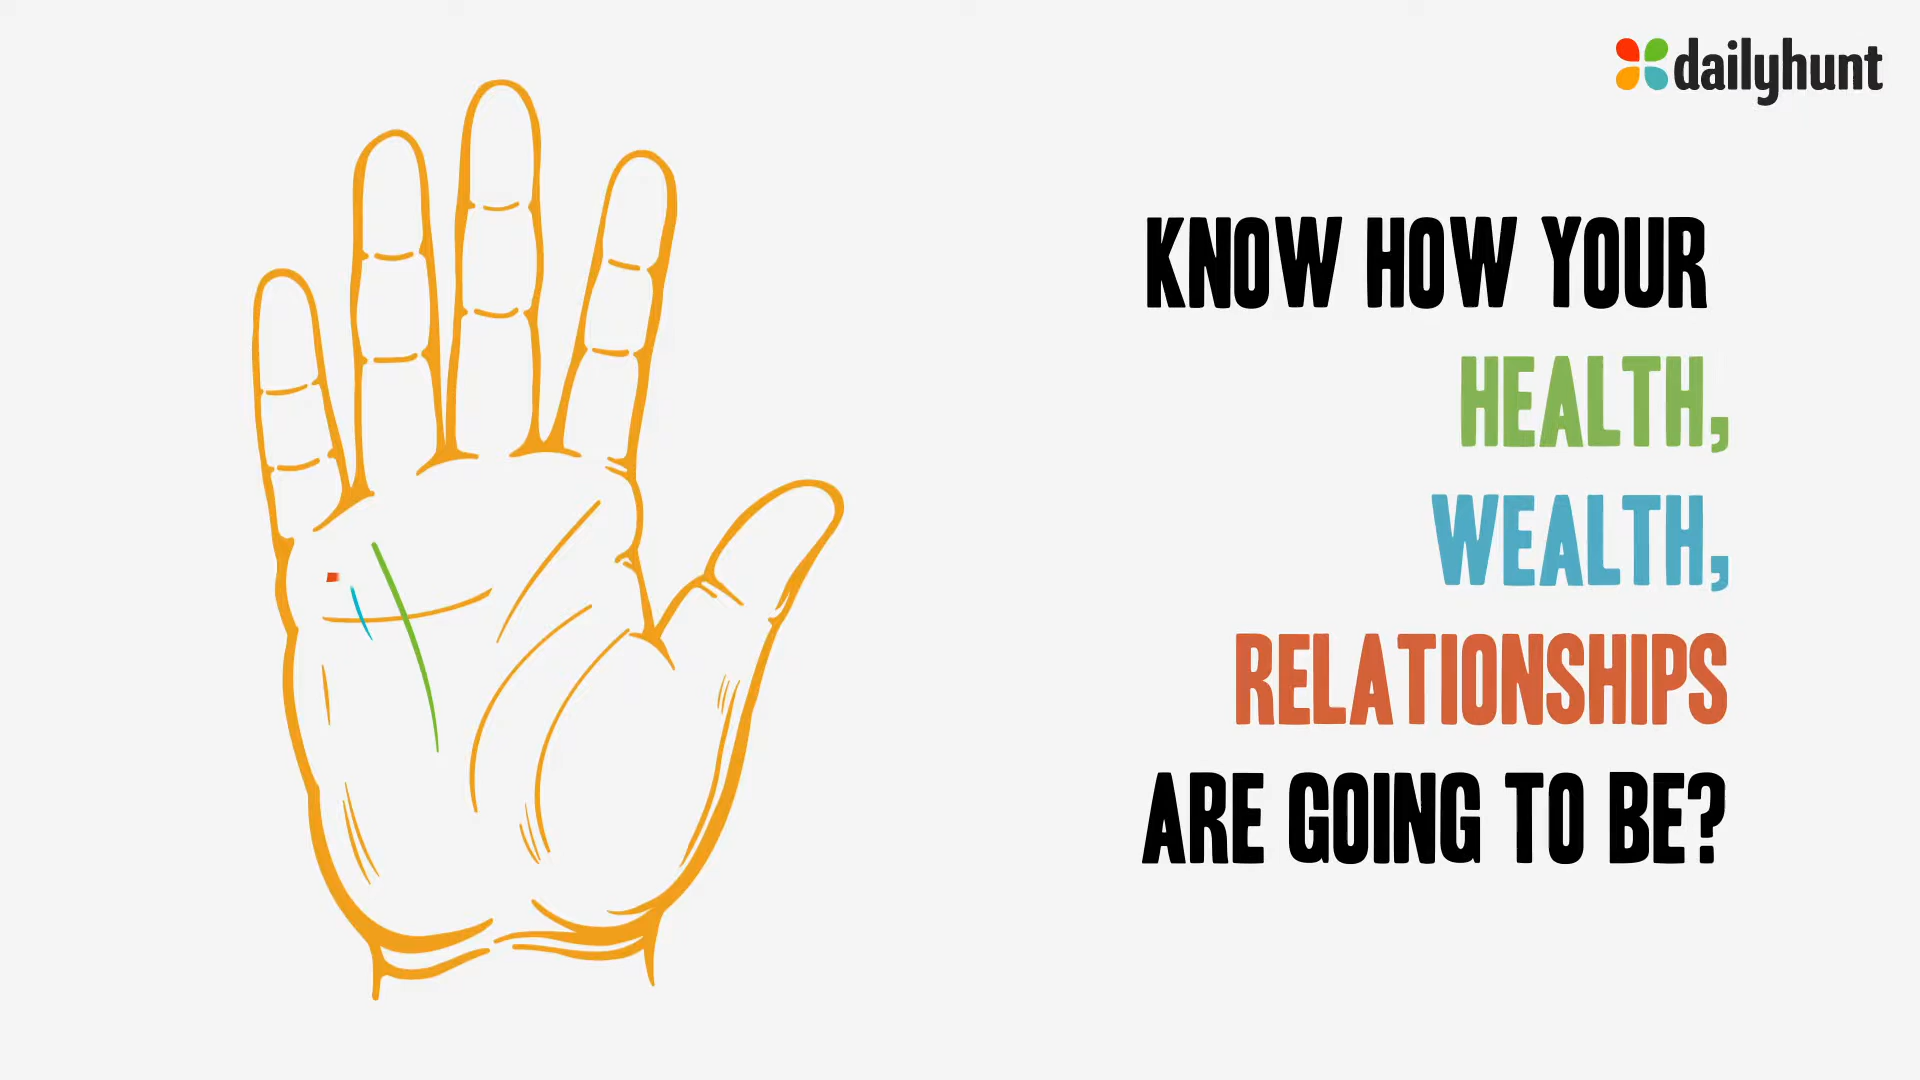 dailyhunt
KNOW HOW YOUR
HEALTH,
WEALTH,
RELATIONSHIPS
ARE GOING TO BE?